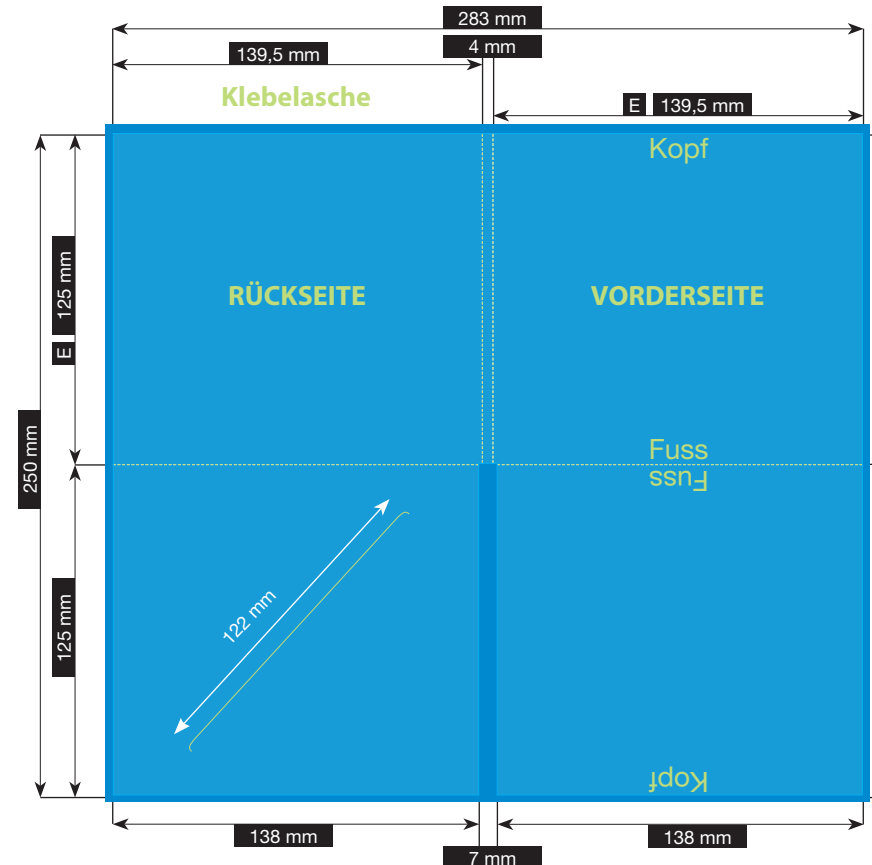 283 mm
4 mm
139,5 mm
Klebelasche
E 139,5 mm
Kopf
125 mm
E
RÜCKSEITE
VORDERSEITE
250 mm
Fuss
Fuss
125 mm
122 mm
Kopf
138 mm
138 mm
7 mm